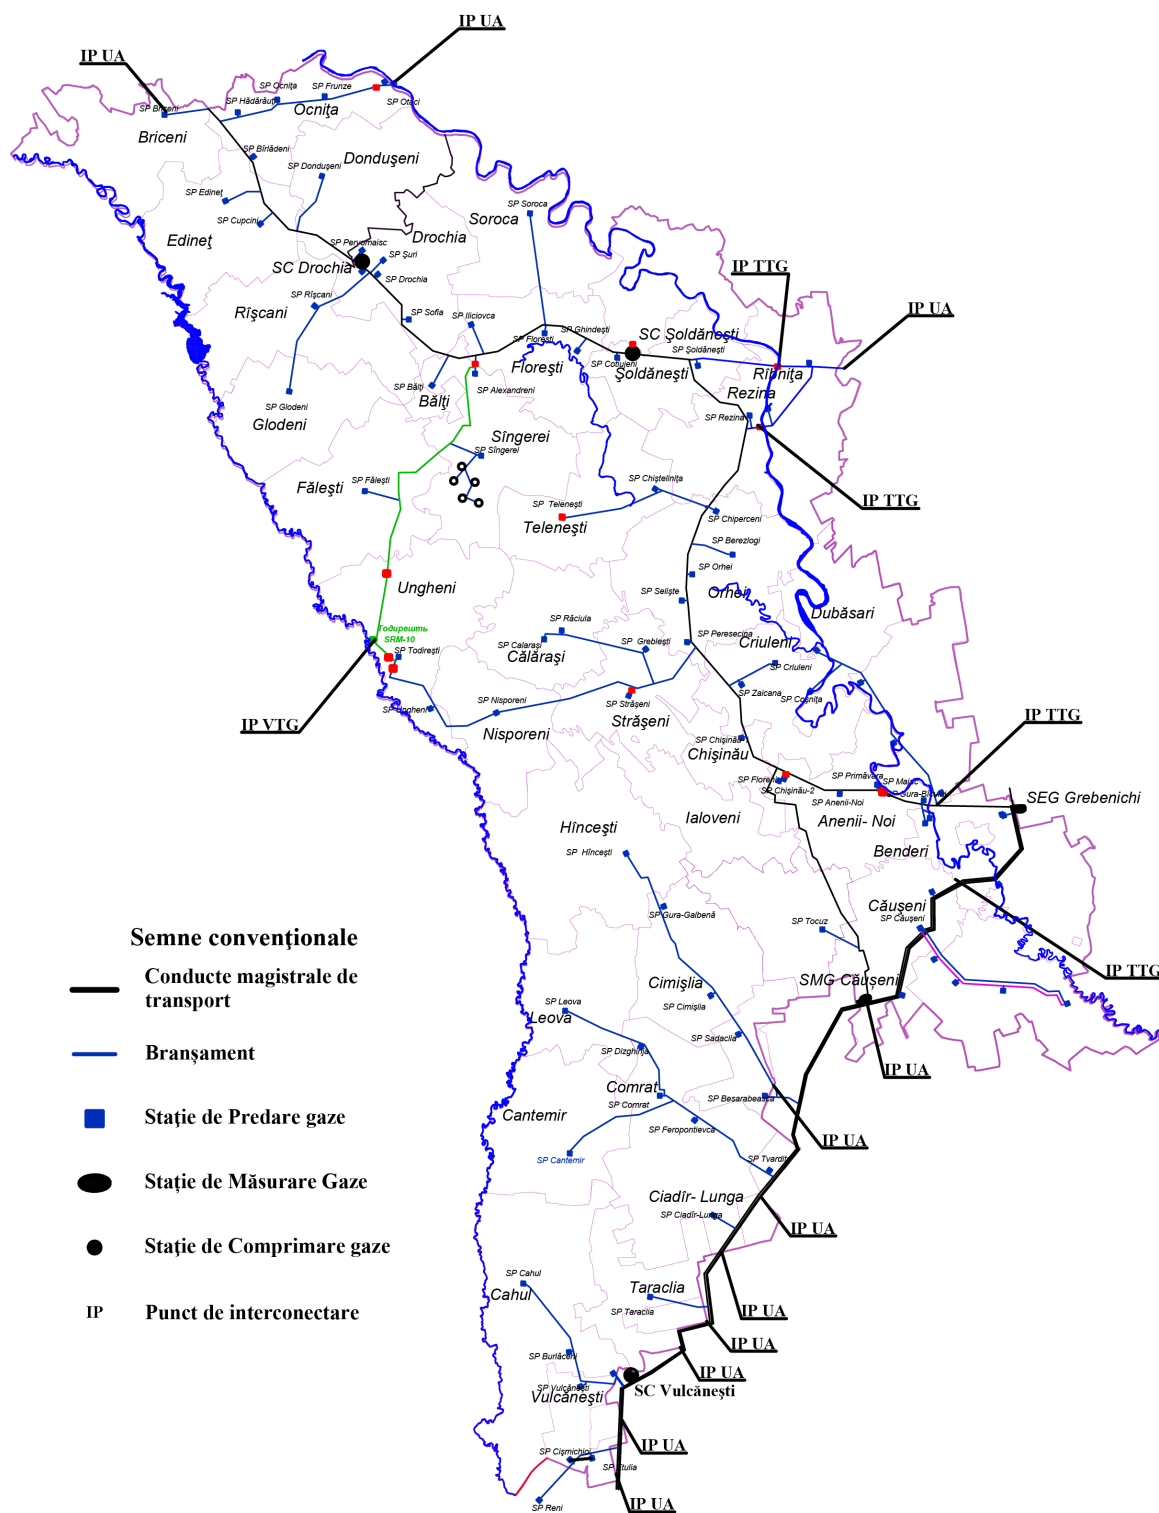 IP UA
IP UA
SP Ocniţa
SP Frunze
SP Hădărăuţi
SP Otaci
SP Briceni
Ocniţa
Briceni
SP Bîrlădeni
Donduşeni
SP Donduşeni
SP Edineţ
SP Soroca
SP Cupcini
Soroca
Edineţ
Drochia
SP Pervomaisc
SP Şuri
SC Drochia
SP Drochia
IP TTG
SP Rîşcani
Rîşcani
SP Sofia
SP Iliciovca
IP UA
SP Ghindeşti
SC Şoldăneşti
SP Floreşti
SP Şoldăneşti
Floreşti
SP Cotiujeni
Şoldăneşti
Rîbniţa
SP Bălţi
SP Alexandreni
Rezina
Bălţi
SP Glodeni
SP Rezina
Glodeni
Sîngerei
SP Sîngerei
SP Făleşti
Făleşti
SP Chiştelniţa
IP TTG
SP Teleneşti
SP Chiperceni
Teleneşti
SP Berezlogi
SP Orhei
Ungheni
SP Selişte
Orhei
Dubăsari
Тодирешть
SRM-10
SP Răciula
SP Calaraşi
SP Grebleşti
SP Peresecina
Criuleni
SP Todireşti
Călăraşi
SP Criuleni
SP Zaicana
SP Coşniţa
SP Nisporeni
SP Străşeni
SP Ungheni
IP VTG
Nisporeni
Străşeni
IP TTG
SP Chişinău-1
Chişinău
SP Floreni
SP Primăvara
SP Maiac
SP Chişinău-2
SP Gura-Bîcului
SP Anenii-Noi
SEG Grebenichi
Ialoveni
Anenii- Noi
Hînceşti
Benderi
SP Hînceşti
Căuşeni
SP Gura-Galbenă
SP Căuşeni
SP Tocuz
Semne convenţionale
Conducte magistrale de
transport
IP TTG
Cimişlia
SMG Căuşeni
SP Leova
SP Cimişlia
Leova
SP Sadaclia
Branșament
SP Dizghinja
IP UA
Comrat
SP Besarabeasca
SP Comrat
Cantemir
Staţie de Predare gaze
SP Feropontievca
IP UA
SP Cantemir
SP Tvardiţa
Stație de Măsurare Gaze
Ciadîr- Lunga
SP Ciadîr-Lunga
IP UA
Staţie de Comprimare gaze
SP Cahul
Cahul
Taraclia
SP Taraclia
IP UA
IP
Punct de interconectare
IP UA
SP Burlăceni
IP UA
SP Vulcăneşti
Vulcăneşti
SC Vulcăneşti
IP UA
SP Cişmichioi
SP Etulia
SP Reni
IP UA